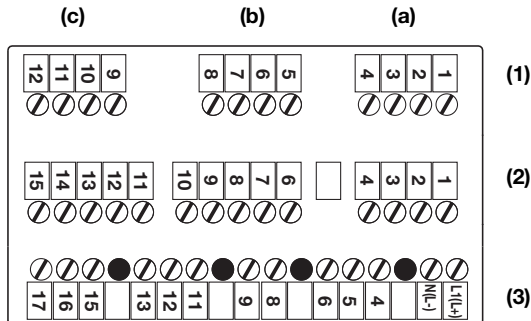 (c) (b) (a)
12 11 10 9 8 7 6 5 4 3 2 1 (1)
15 14 13 12 11 10 9 8 7 6 4 3 2 1 (2)
17 16 15 13 12 11 9 8 6 5 4 N(L-) L1(L+) (3)